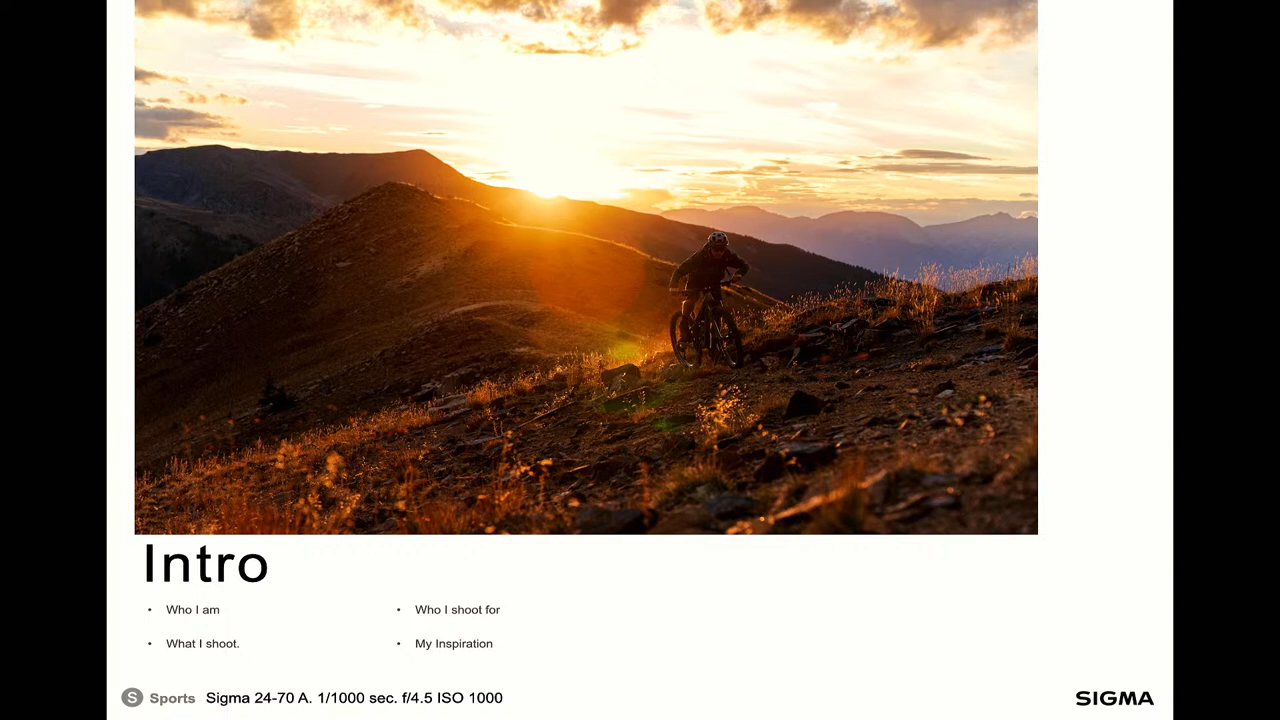 Intro
• Who I am
• What I shoot.
• Who I shoot for
• My Inspiration
S Sports Sigma 24-70 A. 1/1000 sec. f/4.5 ISO 1000
SIGMA